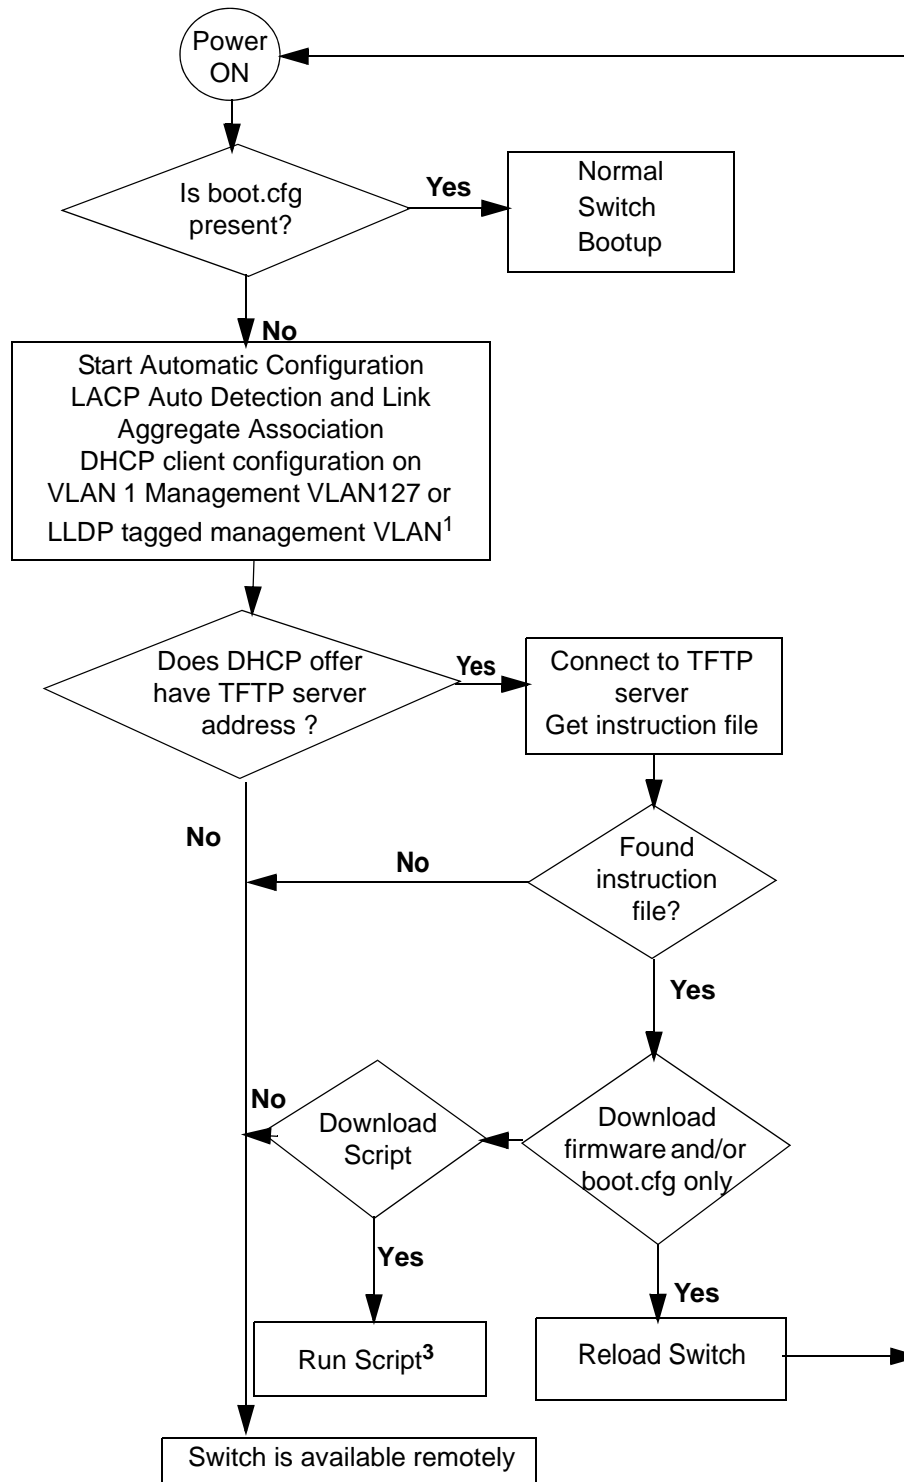 Power
ON
Is boot.cfg
present?
Yes
Normal
Switch
Bootup
No
Start Automatic Configuration
LACP Auto Detection and Link
Aggregate Association
DHCP client configuration on
VLAN 1 Management VLAN127 or
LLDP tagged management VLAN1
Does DHCP offer
have TFTP server
address ?
Yes
Connect to TFTP
server
Get instruction file
No
No
Found
instruction
file?
Yes
No
Download
Script
Download
firmware and/or
boot.cfg only
Yes
Yes
Run Script3
Reload Switch
Switch is available remotely